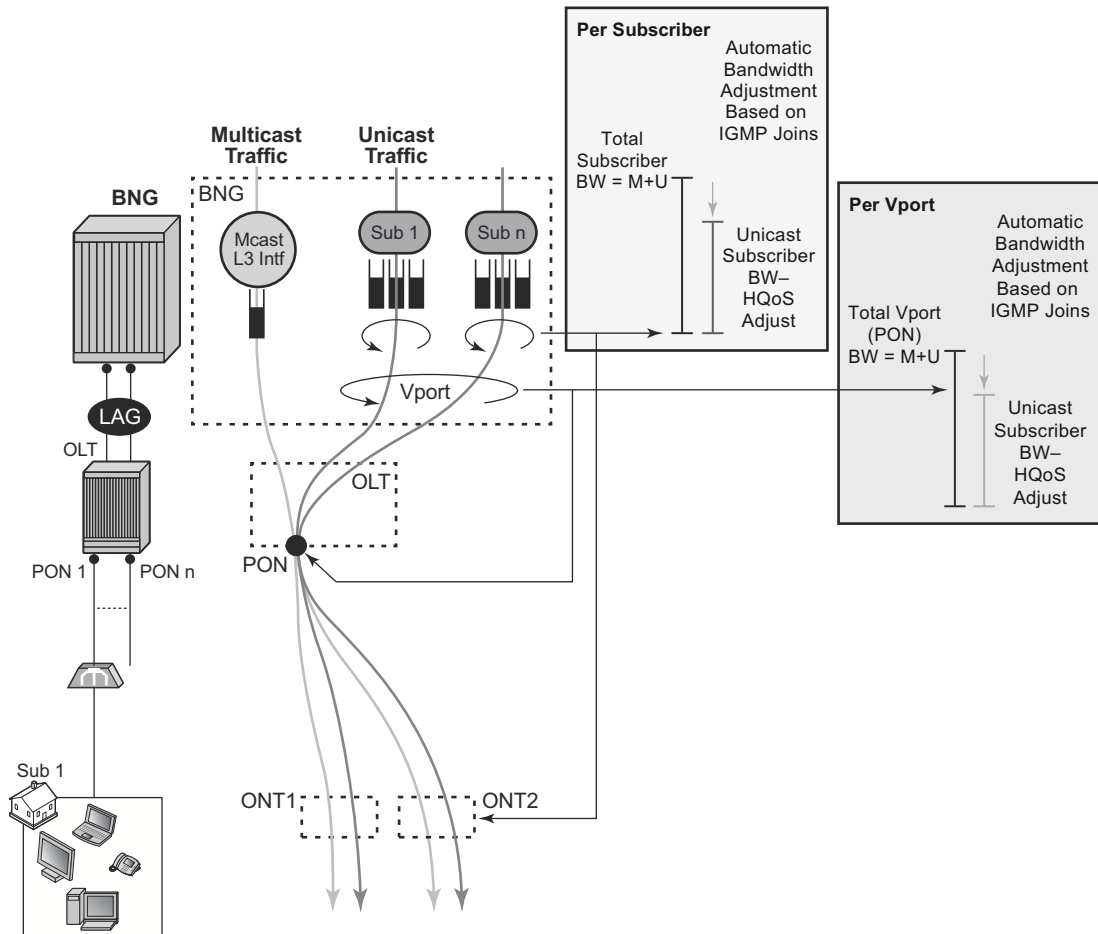 Per Subscriber
Automatic
Bandwidth
Adjustment
Based on
IGMP Joins
Total
Subscriber
BW = M+U
Unicast
Subscriber
BW–
HQoS
Adjust
Per Vport
Automatic
Bandwidth
Adjustment
Based on
IGMP Joins
Total Vport
(PON)
BW = M+U
Unicast
Subscriber
BW–
HQoS
Adjust
Multicast
Traffic
Unicast
Traffic
BNG
BNG
Mcast
L3 Intf
Sub 1
Sub n
Vport
LAG
OLT
OLT
PON
PON 1
PON n
Sub 1
ONT1
ONT2